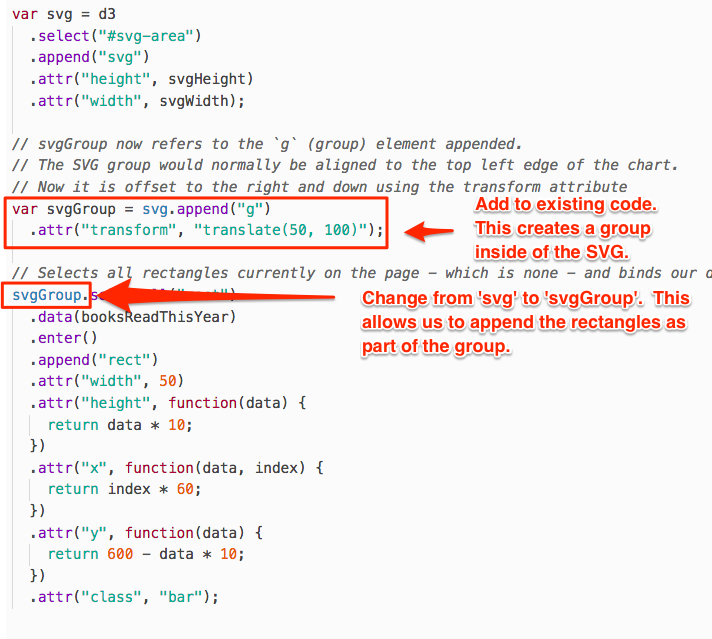 var svg = d3
.select("#svg-area")
.append("svg")
.attr("height", svgHeight)
.attr("width", svgWidth);
// svgGroup now refers to the `g` (group) element appended.
// The SVG group would normally be aligned to the top left edge of the chart.
// Now it is offset to the right and down using the transform attribute
var svgGroup = svg.append("g")
.attr("transform", "translate(50, 100)");
Add to existing code.
This creates a group
inside of the SVG.
// Selects all rectangles currently on the page – which is none – and binds our d
svgGroup.
Change from 'svg' to 'svgGroup'. This
allows us to append the rectangles as
part of the group.
.data(booksReadThisYear)
.enter()
.append("rect")
.attr("width", 50)
.attr("height", function(data) {
return data * 10;
})
.attr("x", function(data, index) {
return index * 60;
})
.attr("y", function(data) {
return 600 - data * 10;
})
.attr("class", "bar");